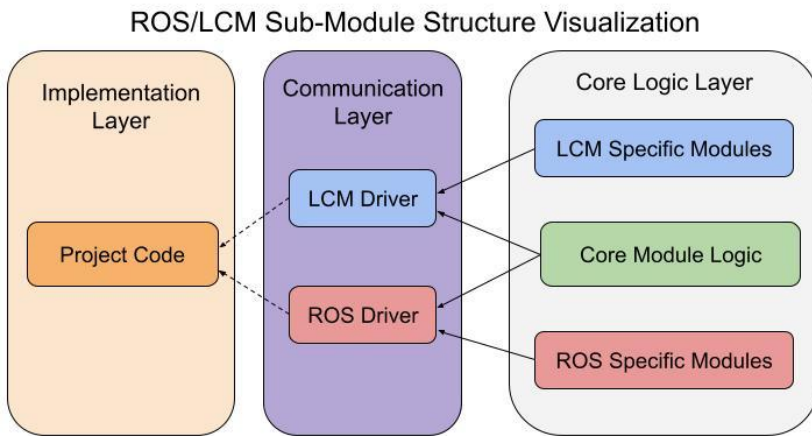 ROS/LCM Sub-Module Structure Visualization
Implementation
Layer
Project Code
Communication
Layer
LCM Driver
ROS Driver
Core Logic Layer
LCM Specific Modules
Core Module Logic
ROS Specific Modules